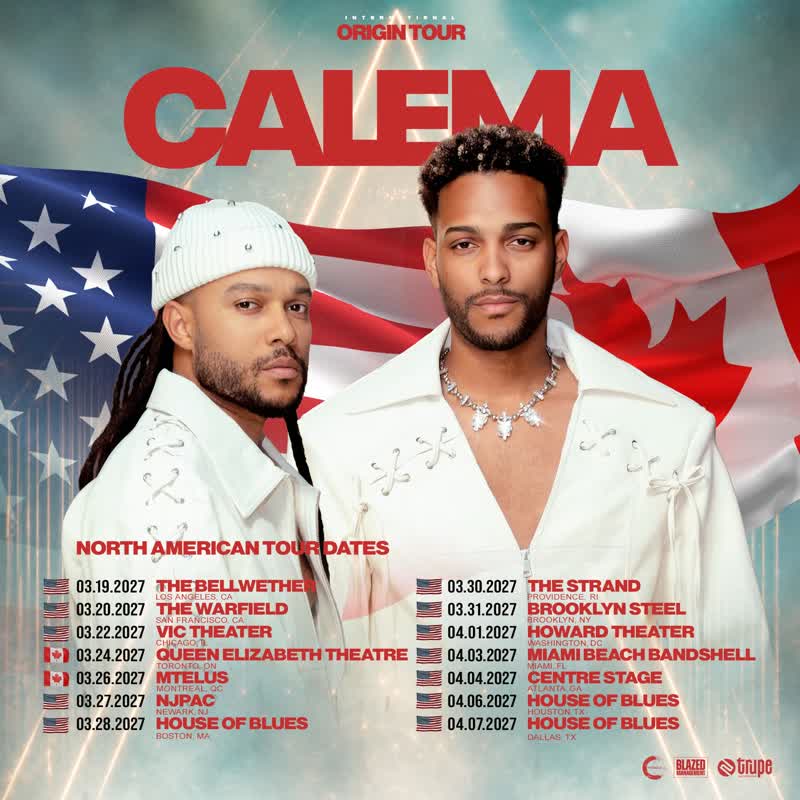 INTERNATIONAL
ORIGIN TOUR
CALEMA
NORTH AMERICAN TOUR DATES
03.19.2027 THE BELLWETHER
LOS ANGELES, CA
03.20.2027 THE WARFIELD
SAN FRANCISCO, CA
03.22.2027 VIC THEATER
CHICAGO, IL
03.24.2027 QUEEN ELIZABETH THEATRE
TORONTO, ON
03.26.2027 MTELUS
MONTREAL, QC
03.27.2027 NJPAC
NEWARK, NJ
03.28.2027 HOUSE OF BLUES
BOSTON, MA
03.30.2027 THE STRAND
PROVIDENCE, RI
03.31.2027 BROOKLYN STEEL
BROOKLYN, NY
04.01.2027 HOWARD THEATER
WASHINGTON, DC
04.03.2027 MIAMI BEACH BANDSHELL
MIAMI, FL
04.04.2027 CENTRE STAGE
ATLANTA, GA
04.06.2027 HOUSE OF BLUES
HOUSTON, TX
04.07.2027 HOUSE OF BLUES
DALLAS, TX
BLAZED
MANAGEMENT
trupe